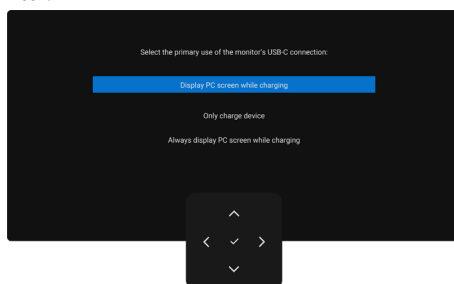 Select the primary use of the monitor's USB-C connection:
Display PC screen while charging
Only charge device
Always display PC screen while charging